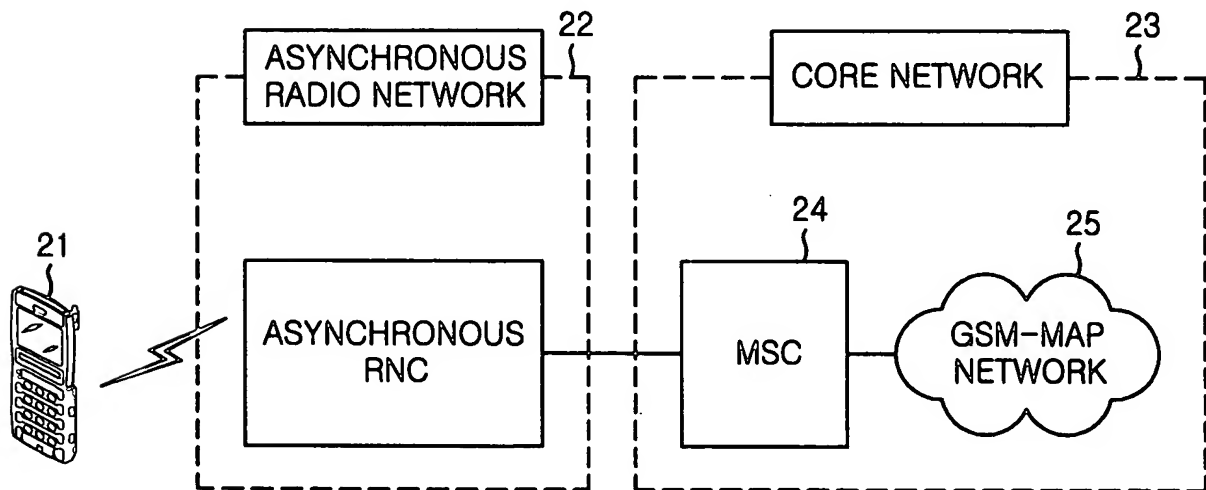 ASYNCHRONOUS
RADIO NETWORK
22
CORE NETWORK
23
21
ASYNCHRONOUS
RNC
24
MSC
25
GSM-MAP
NETWORK